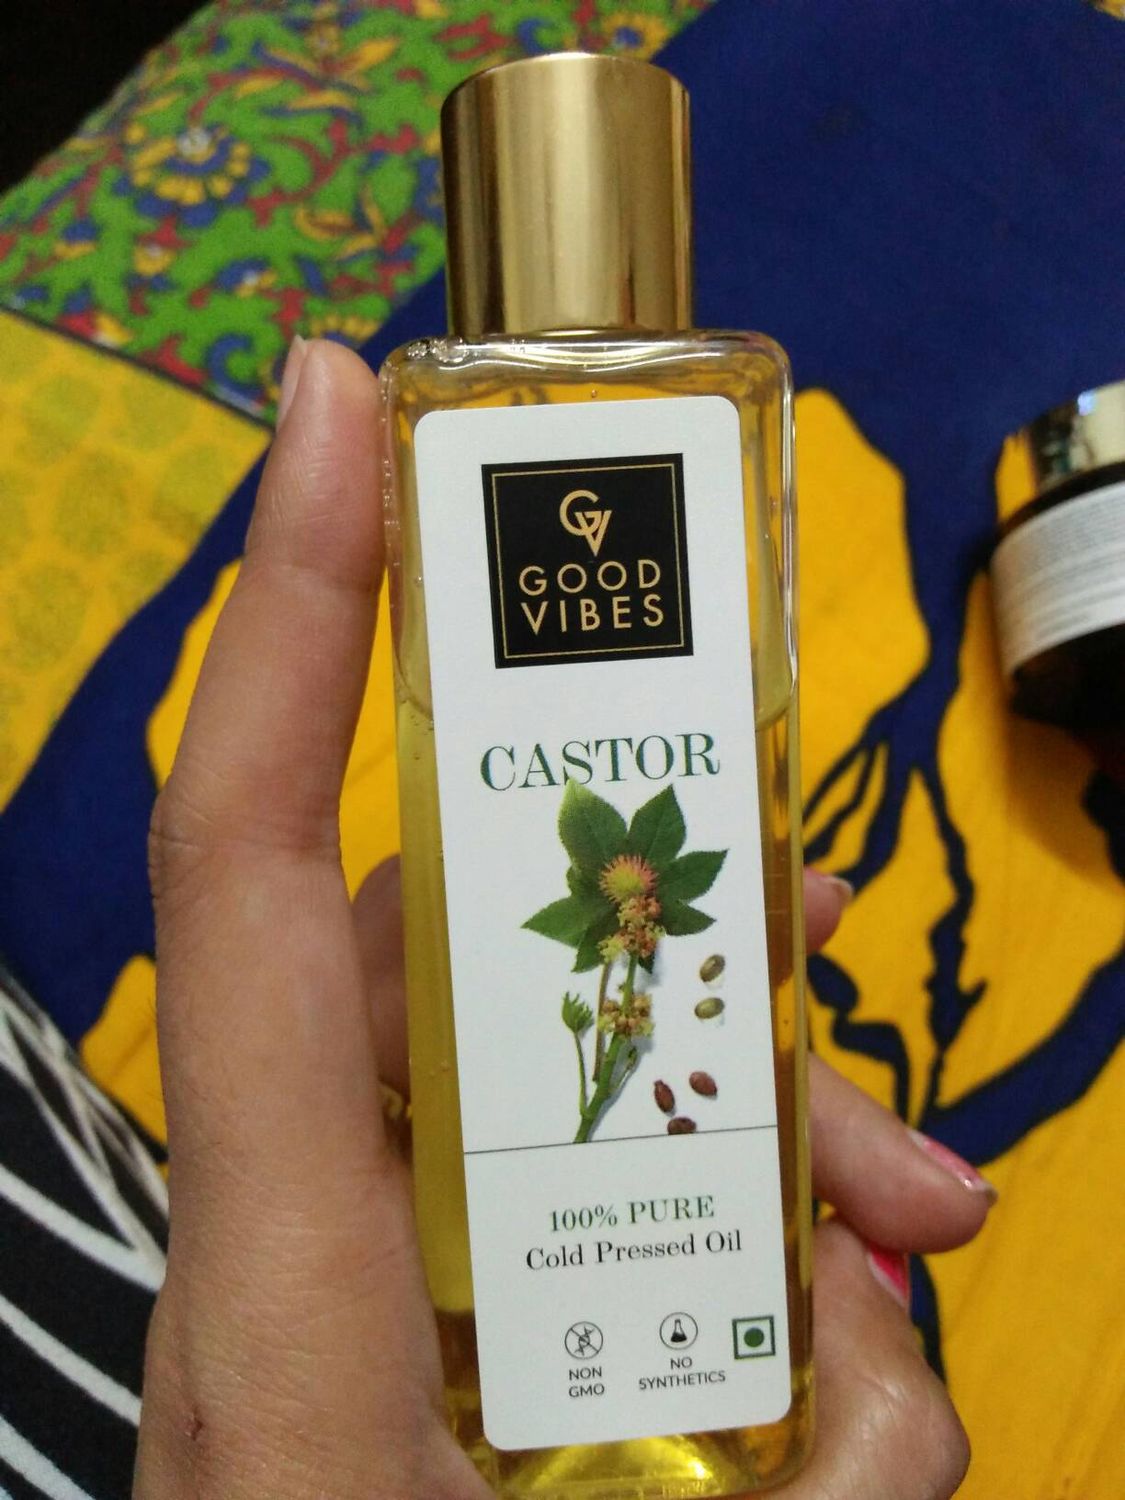 GV
GOOD
VIBES
CASTOR
100% PURE
Cold Pressed Oil
NON
GMO
NO
SYNTHETICS